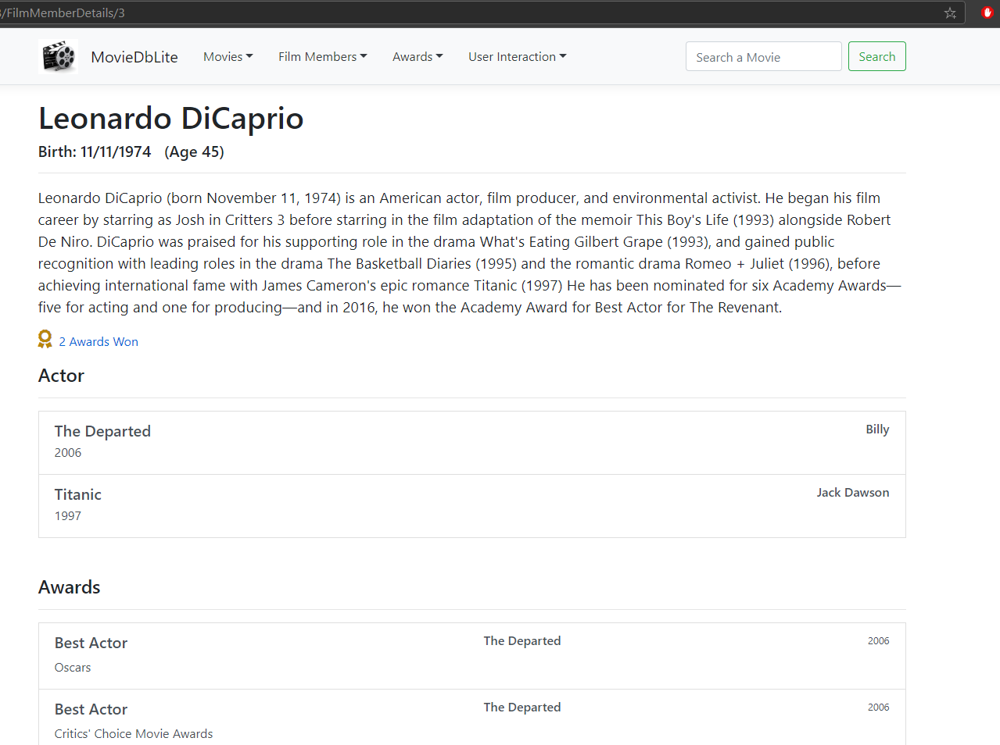 /FilmMemberDetails/3
MovieDbLite Movies Film Members Awards User Interaction Search a Movie Search
Leonardo DiCaprio
Birth: 11/11/1974 (Age 45)
Leonardo DiCaprio (born November 11, 1974) is an American actor, film producer, and environmental activist. He began his film
career by starring as Josh in Critters 3 before starring in the film adaptation of the memoir This Boy's Life (1993) alongside Robert
De Niro. DiCaprio was praised for his supporting role in the drama What's Eating Gilbert Grape (1993), and gained public
recognition with leading roles in the drama The Basketball Diaries (1995) and the romantic drama Romeo + Juliet (1996), before
achieving international fame with James Cameron's epic romance Titanic (1997) He has been nominated for six Academy Awards—
five for acting and one for producing—and in 2016, he won the Academy Award for Best Actor for The Revenant.
2 Awards Won
Actor
The Departed Billy
2006
Titanic Jack Dawson
1997
Awards
Best Actor The Departed 2006
Oscars
Best Actor The Departed 2006
Critics' Choice Movie Awards